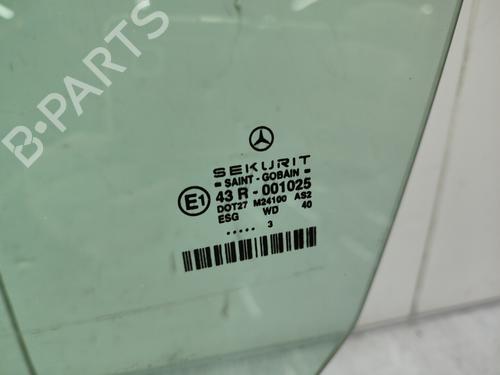 B-PARTS
SEKURIT
SAINT - GOBAIN
E1 43 R - 001025
DOT27 M24100 AS2
ESG WD 40
..... 3